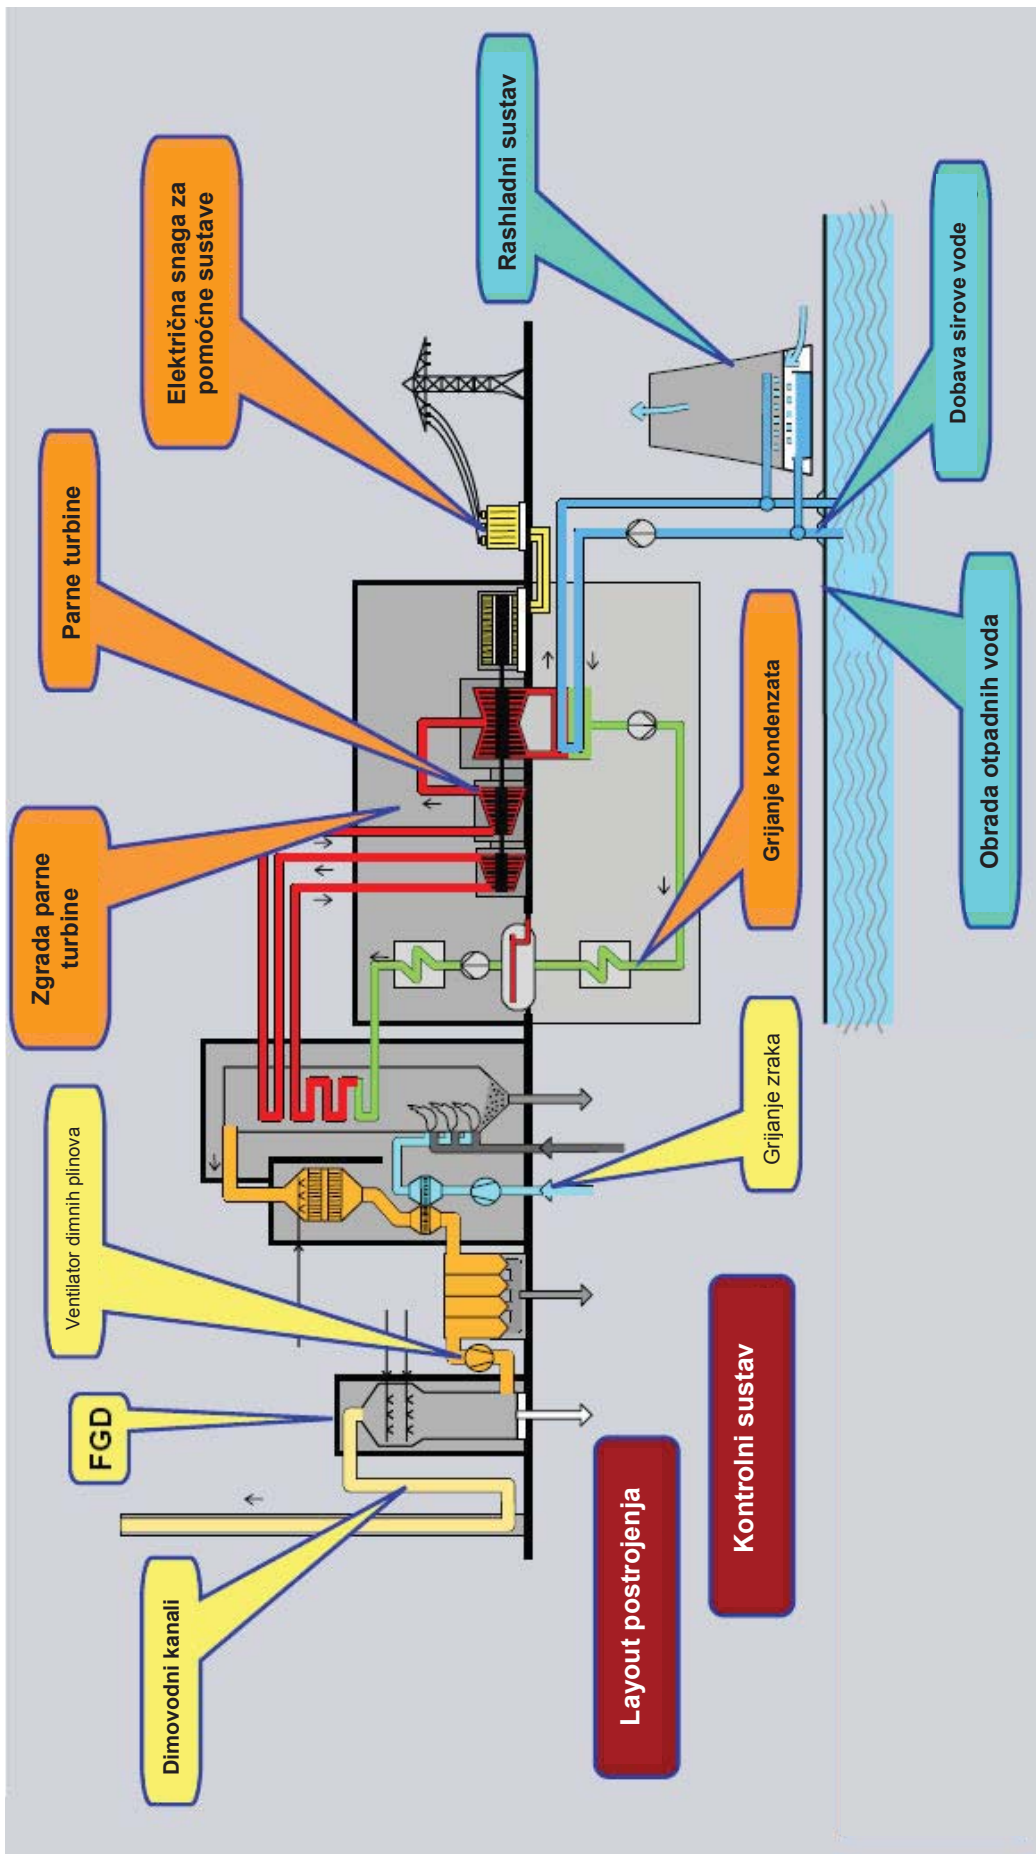 Dimovodni kanali
FGD
Ventilator dimnih plinova
Zgrada parne
turbine
Parne turbine
Električna snaga za
pomoćne sustave
Rashladni sustav
Layout postrojenja
Kontrolni sustav
Grijanje zraka
Grijanje kondenzata
Obrada otpadnih voda
Dobava sirove vode